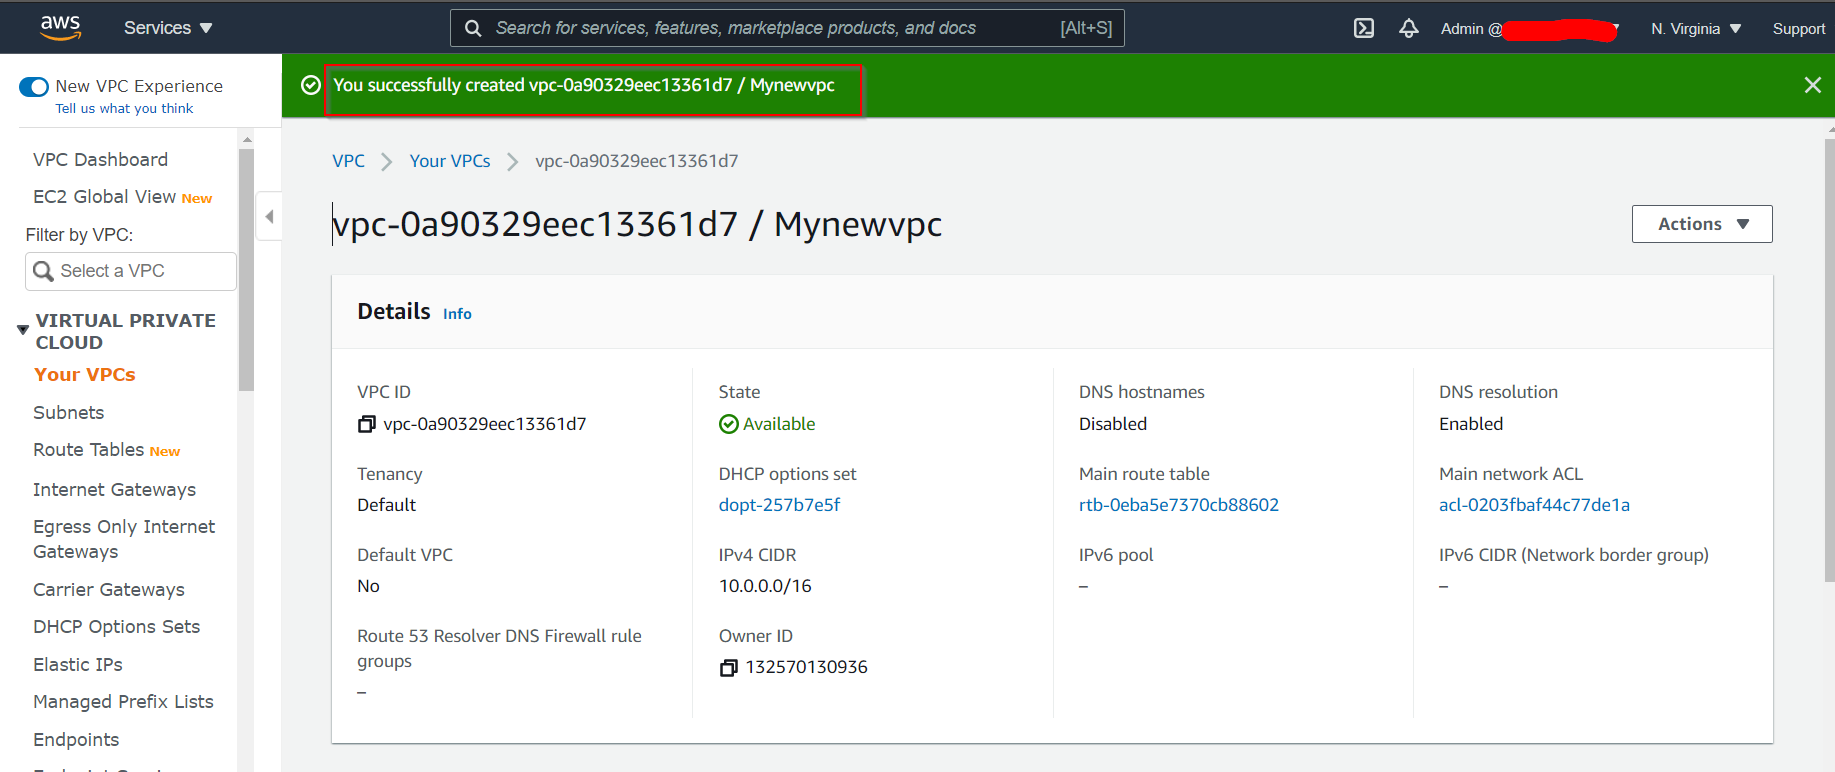 aws
Services
Search for services, features, marketplace products, and docs [Alt+S]
Admin @
N. Virginia
Support
New VPC Experience
Tell us what you think
You successfully created vpc-0a90329eec13361d7 / Mynewvpc
VPC Dashboard
EC2 Global View New
Filter by VPC:
Select a VPC
VIRTUAL PRIVATE
CLOUD
Your VPCs
Subnets
Route Tables New
Internet Gateways
Egress Only Internet
Gateways
Carrier Gateways
DHCP Options Sets
Elastic IPs
Managed Prefix Lists
Endpoints
VPC > Your VPCs > vpc-0a90329eec13361d7
vpc-0a90329eec13361d7 / Mynewvpc
Actions
Details Info
VPC ID
vpc-0a90329eec13361d7
State
Available
DNS hostnames
Disabled
DNS resolution
Enabled
Tenancy
Default
DHCP options set
dopt-257b7e5f
Main route table
rtb-0eba5e7370cb88602
Main network ACL
acl-0203fbaf44c77de1a
Default VPC
No
IPv4 CIDR
10.0.0.0/16
IPv6 pool
–
IPv6 CIDR (Network border group)
–
Route 53 Resolver DNS Firewall rule
groups
–
Owner ID
132570130936